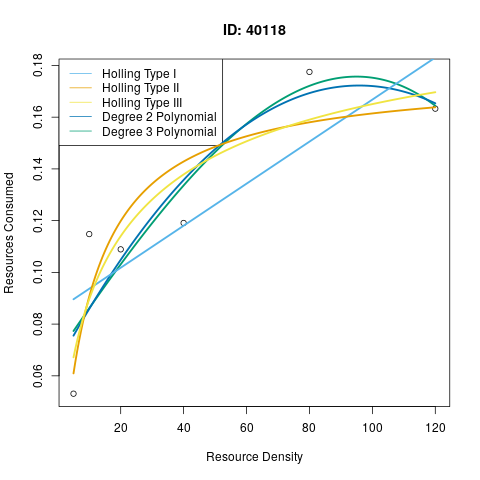 ID: 40118
Holling Type I
Holling Type II
Holling Type III
Degree 2 Polynomial
Degree 3 Polynomial
Resources Consumed
0.18
0.16
0.14
0.12
0.10
0.08
0.06
20 40 60 80 100 120
Resource Density